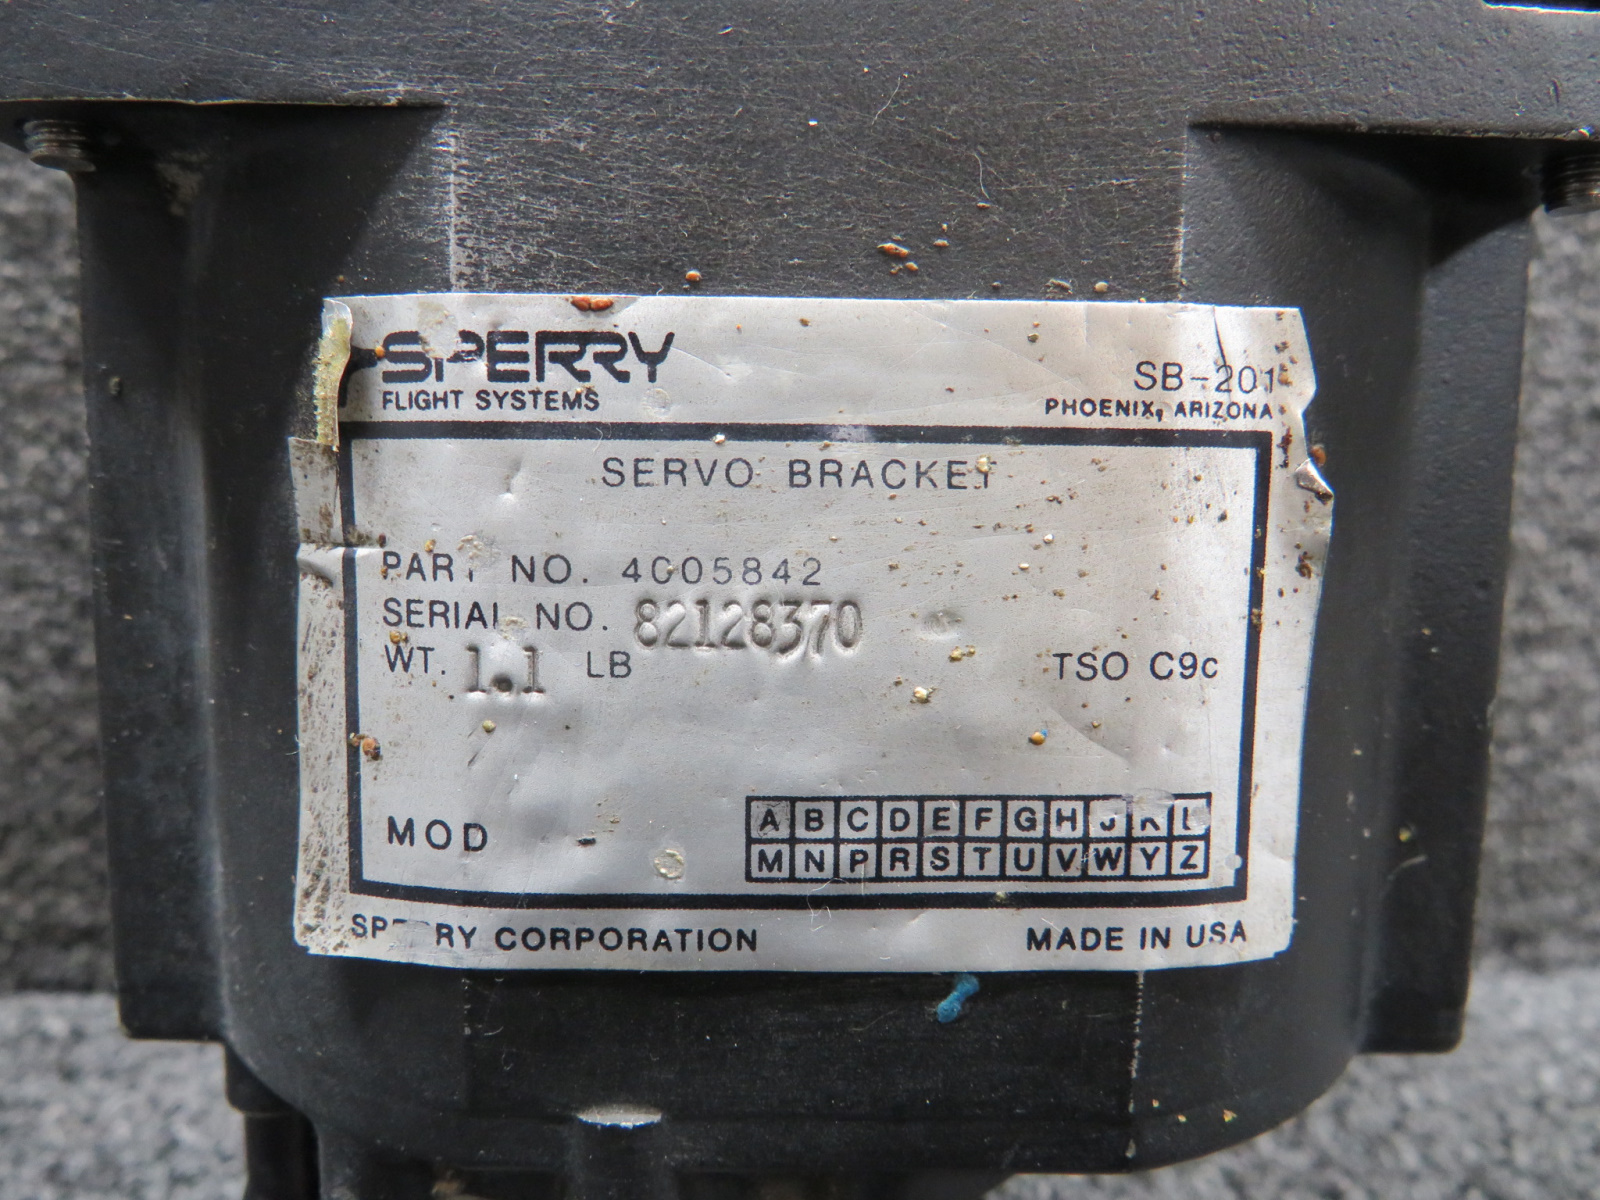 SPERRY
FLIGHT SYSTEMS
SB-201
PHOENIX, ARIZONA
SERVO BRACKET
PART NO. 4005842
SERIAL NO. 82128370
WT. 1.1 LB
TSO C9c
MOD
A B C D E F G H J K L
M N P R S T U V W Y Z
SPERRY CORPORATION
MADE IN USA